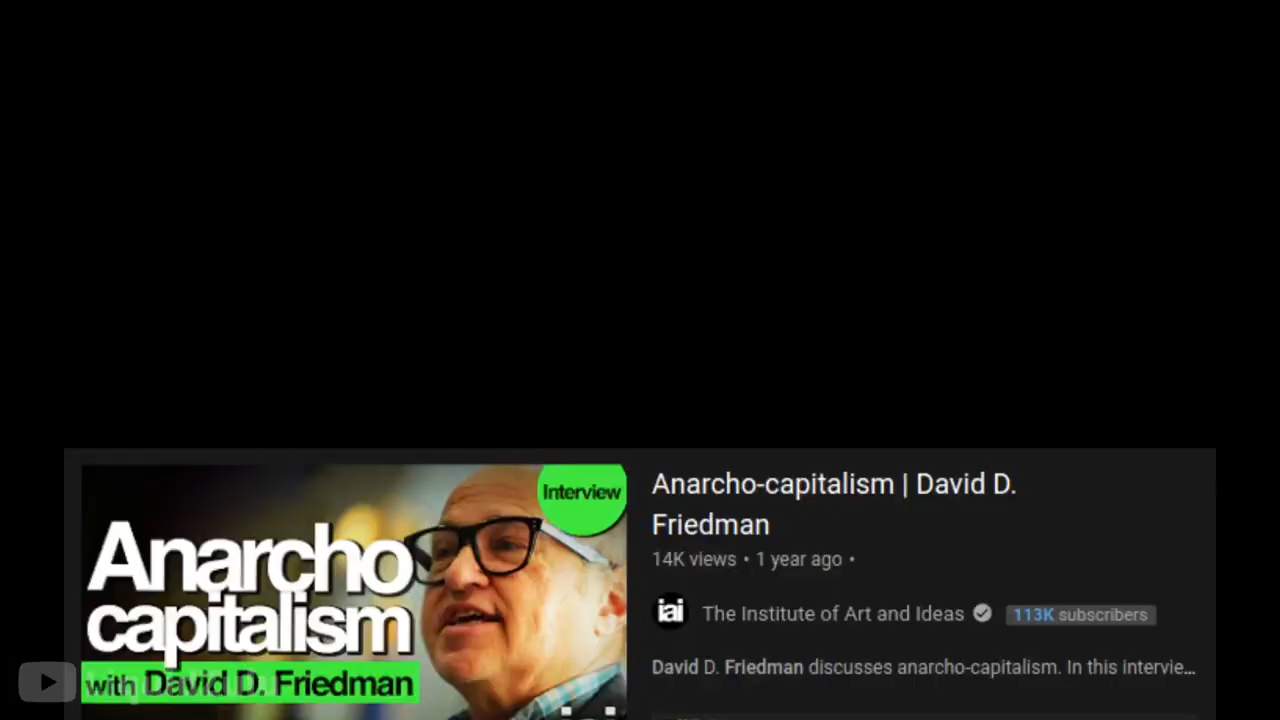 Interview
Anarcho
capitalism
with David D. Friedman
iai
Anarcho-capitalism | David D.
Friedman
14K views • 1 year ago •
iai
The Institute of Art and Ideas
113K subscribers
David D. Friedman discusses anarcho-capitalism. In this intervie...